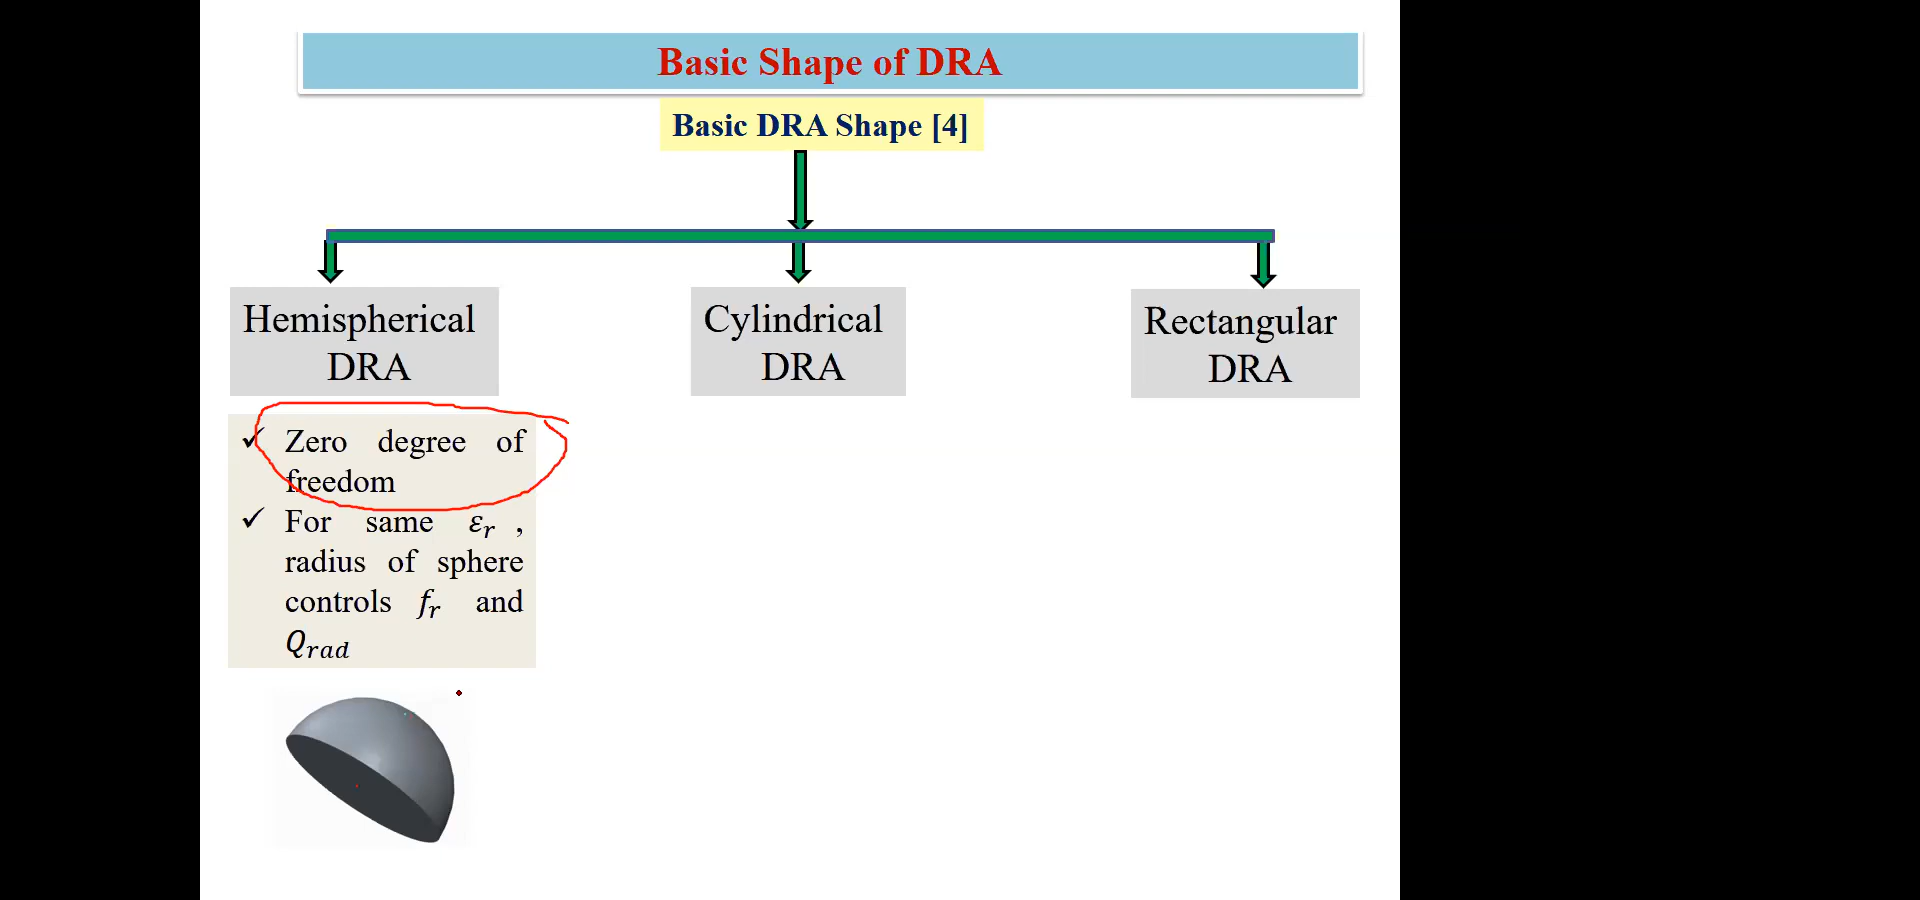 Basic Shape of DRA
Basic DRA Shape [4]
Hemispherical
DRA
Cylindrical
DRA
Rectangular
DRA
✓ Zero degree of
freedom
✓ For same εᵣ ,
radius of sphere
controls fᵣ and
Q_rad